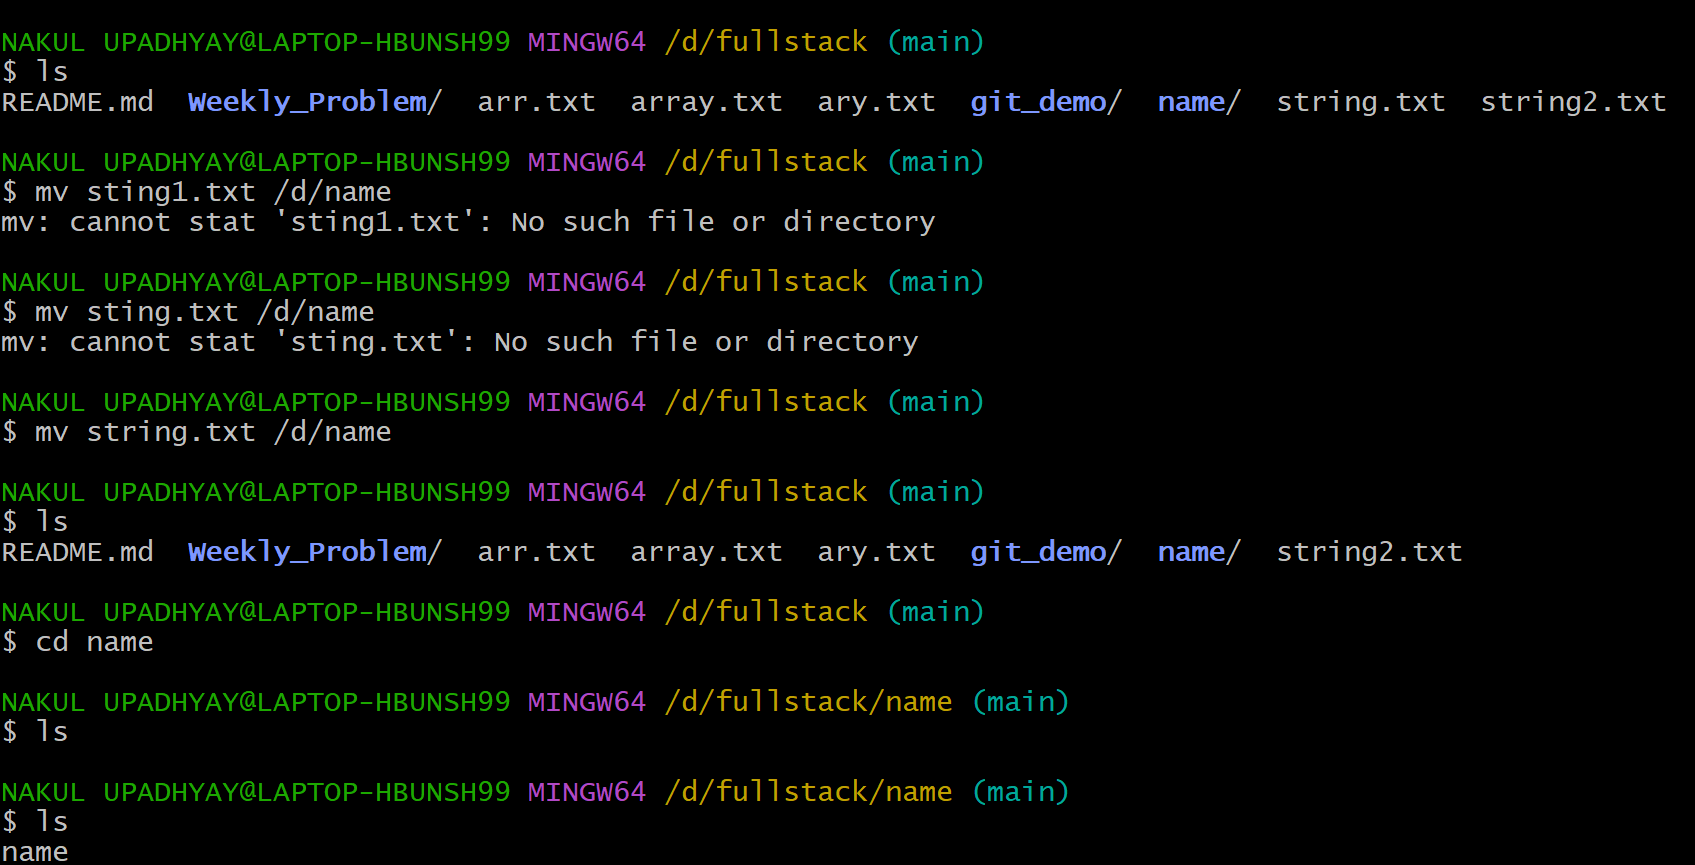 NAKUL UPADHYAY@LAPTOP-HBUNSH99 MINGW64 /d/fullstack (main)
$ ls
README.md  Weekly_Problem/  arr.txt  array.txt  ary.txt  git_demo/  name/  string.txt  string2.txt
NAKUL UPADHYAY@LAPTOP-HBUNSH99 MINGW64 /d/fullstack (main)
$ mv sting1.txt /d/name
mv: cannot stat 'sting1.txt': No such file or directory
NAKUL UPADHYAY@LAPTOP-HBUNSH99 MINGW64 /d/fullstack (main)
$ mv sting.txt /d/name
mv: cannot stat 'sting.txt': No such file or directory
NAKUL UPADHYAY@LAPTOP-HBUNSH99 MINGW64 /d/fullstack (main)
$ mv string.txt /d/name
NAKUL UPADHYAY@LAPTOP-HBUNSH99 MINGW64 /d/fullstack (main)
$ ls
README.md  Weekly_Problem/  arr.txt  array.txt  ary.txt  git_demo/  name/  string2.txt
NAKUL UPADHYAY@LAPTOP-HBUNSH99 MINGW64 /d/fullstack (main)
$ cd name
NAKUL UPADHYAY@LAPTOP-HBUNSH99 MINGW64 /d/fullstack/name (main)
$ ls
NAKUL UPADHYAY@LAPTOP-HBUNSH99 MINGW64 /d/fullstack/name (main)
$ ls
name